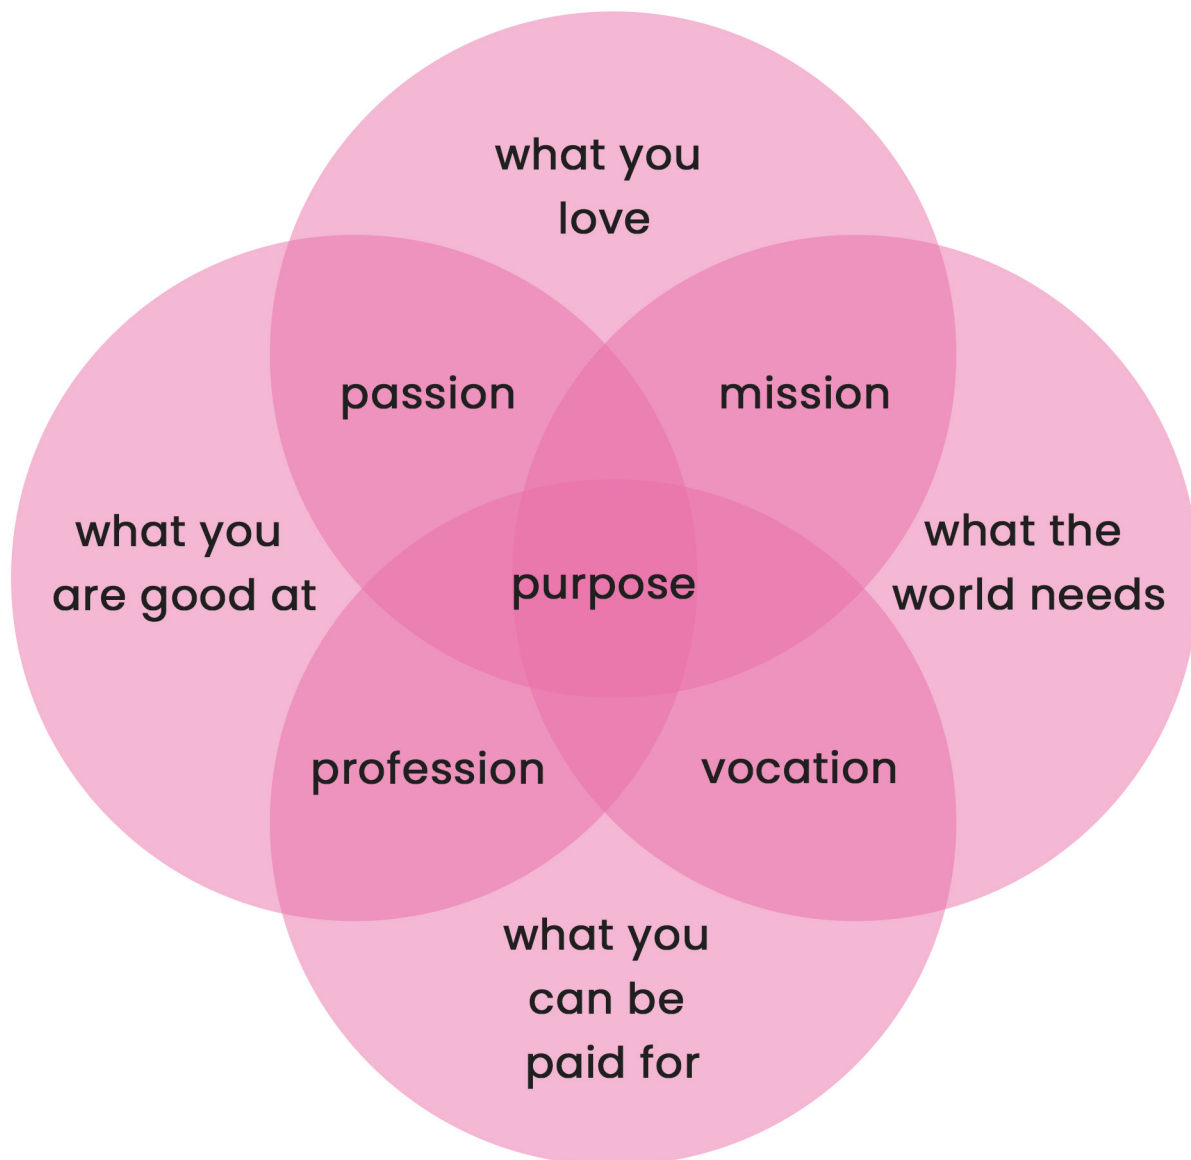 what you
love
passion
mission
what you
are good at
purpose
what the
world needs
profession
vocation
what you
can be
paid for